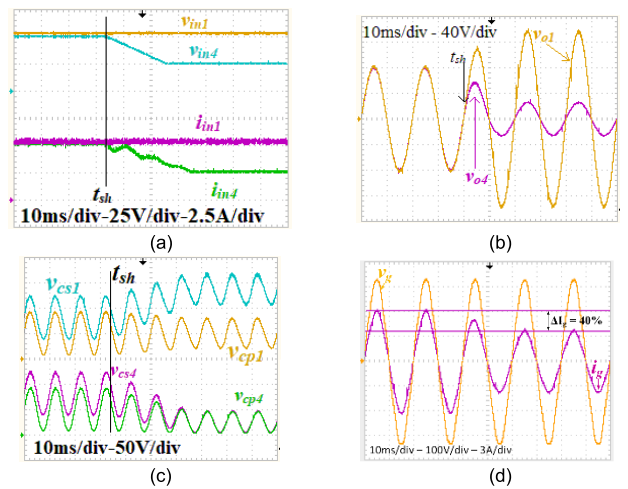 v_in1
v_in4
i_in1
t_sh
i_in4
10ms/div-25V/div-2.5A/div
(a)
10ms/div - 40V/div
v_o1
t_sh
v_o4
(b)
v_cs1
t_sh
v_cp1
v_cs4
v_cp4
10ms/div-50V/div
(c)
v_g
ΔI_g = 40%
i_g
10ms/div – 100V/div – 3A/div
(d)